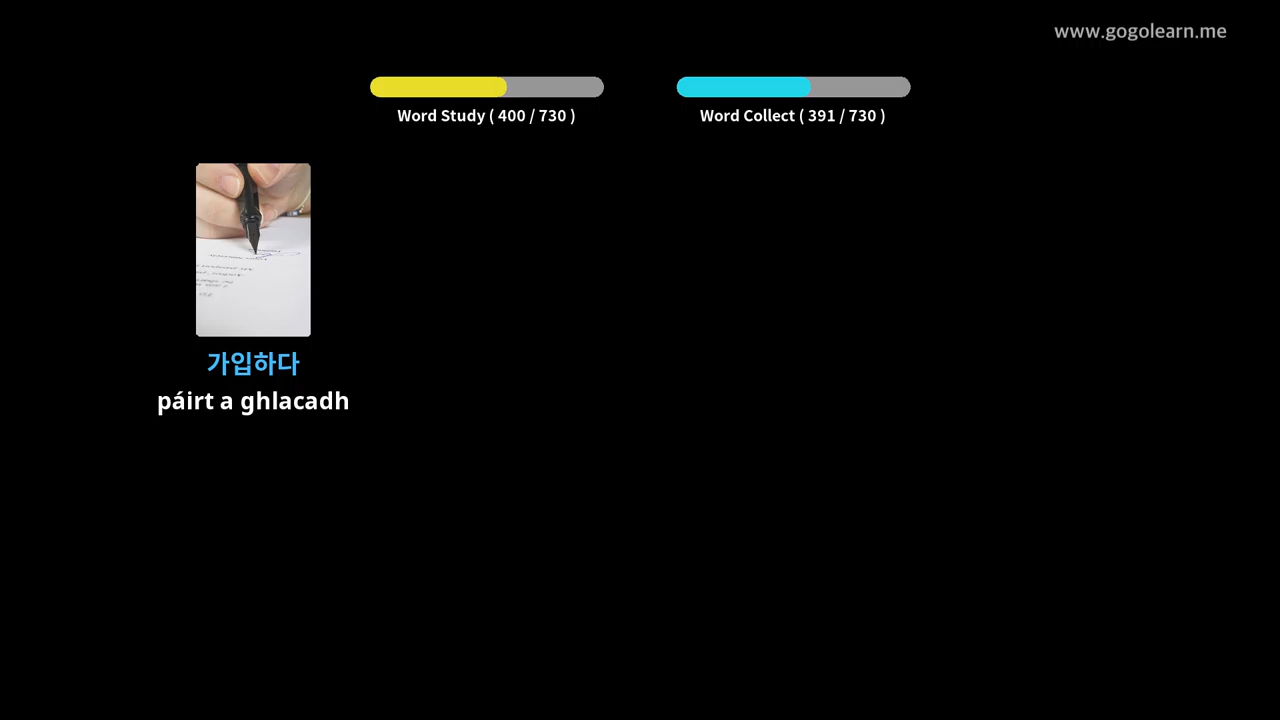 www.gogolearn.me
Word Study ( 400 / 730 )
Word Collect ( 391 / 730 )
가입하다
páirt a ghlacadh